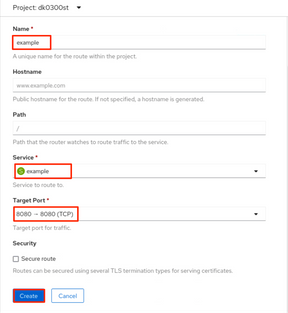 Project: dk0300st
Name *
example
A unique name for the route within the project.
Hostname
www.example.com
Public hostname for the route. If not specified, a hostname is generated.
Path
/
Path that the router watches to route traffic to the service.
Service *
S example
Service to route to.
Target Port *
8080 → 8080 (TCP)
Target port for traffic.
Security
Secure route
Routes can be secured using several TLS termination types for serving certificates.
Create Cancel